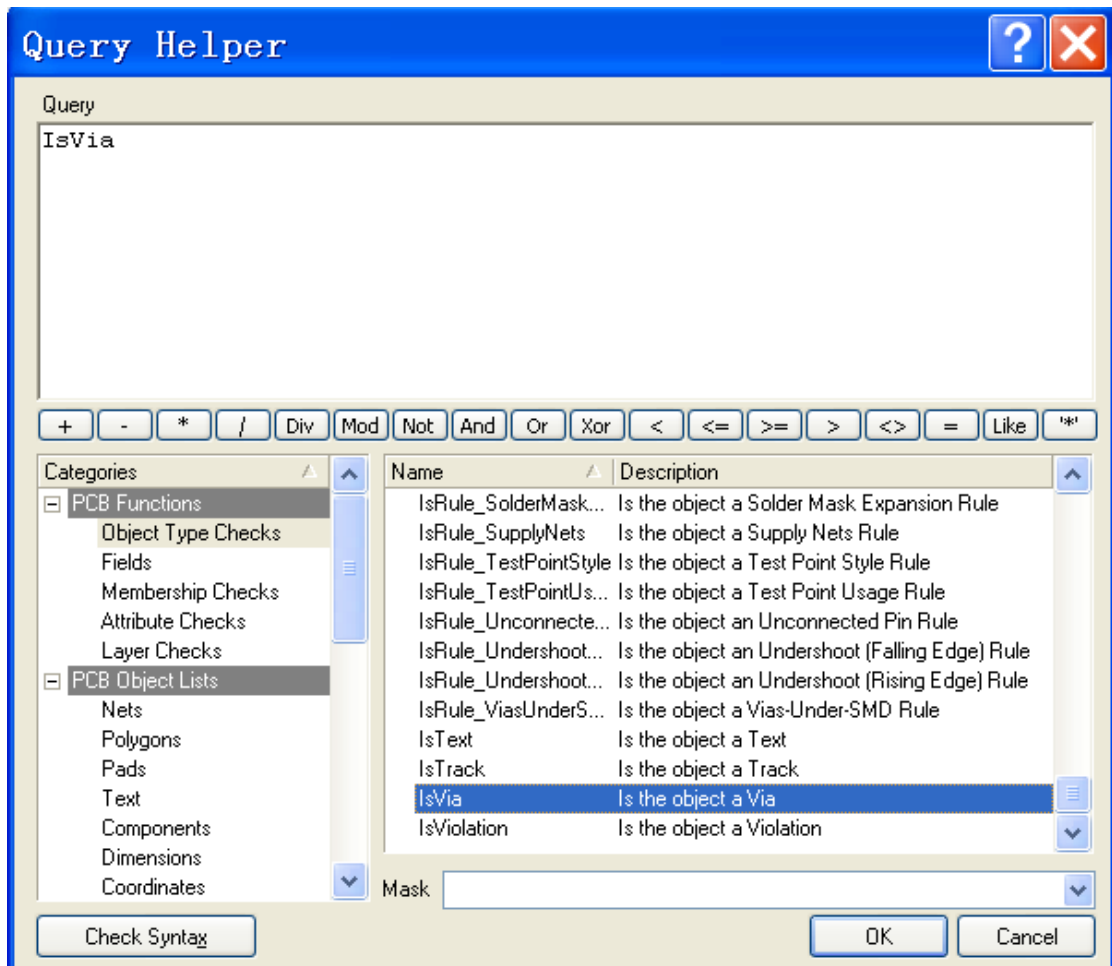 Query Helper
Query
IsVia
+ - * / Div Mod Not And Or Xor < <= >= > <> = Like '*'
Categories
PCB Functions
Object Type Checks
Fields
Membership Checks
Attribute Checks
Layer Checks
PCB Object Lists
Nets
Polygons
Pads
Text
Components
Dimensions
Coordinates
Name Description
IsRule_SolderMask... Is the object a Solder Mask Expansion Rule
IsRule_SupplyNets Is the object a Supply Nets Rule
IsRule_TestPointStyle Is the object a Test Point Style Rule
IsRule_TestPointUs... Is the object a Test Point Usage Rule
IsRule_Unconnecte... Is the object an Unconnected Pin Rule
IsRule_Undershoot... Is the object an Undershoot (Falling Edge) Rule
IsRule_Undershoot... Is the object an Undershoot (Rising Edge) Rule
IsRule_ViasUnderS... Is the object a Vias-Under-SMD Rule
IsText Is the object a Text
IsTrack Is the object a Track
IsVia Is the object a Via
IsViolation Is the object a Violation
Mask
Check Syntax OK Cancel